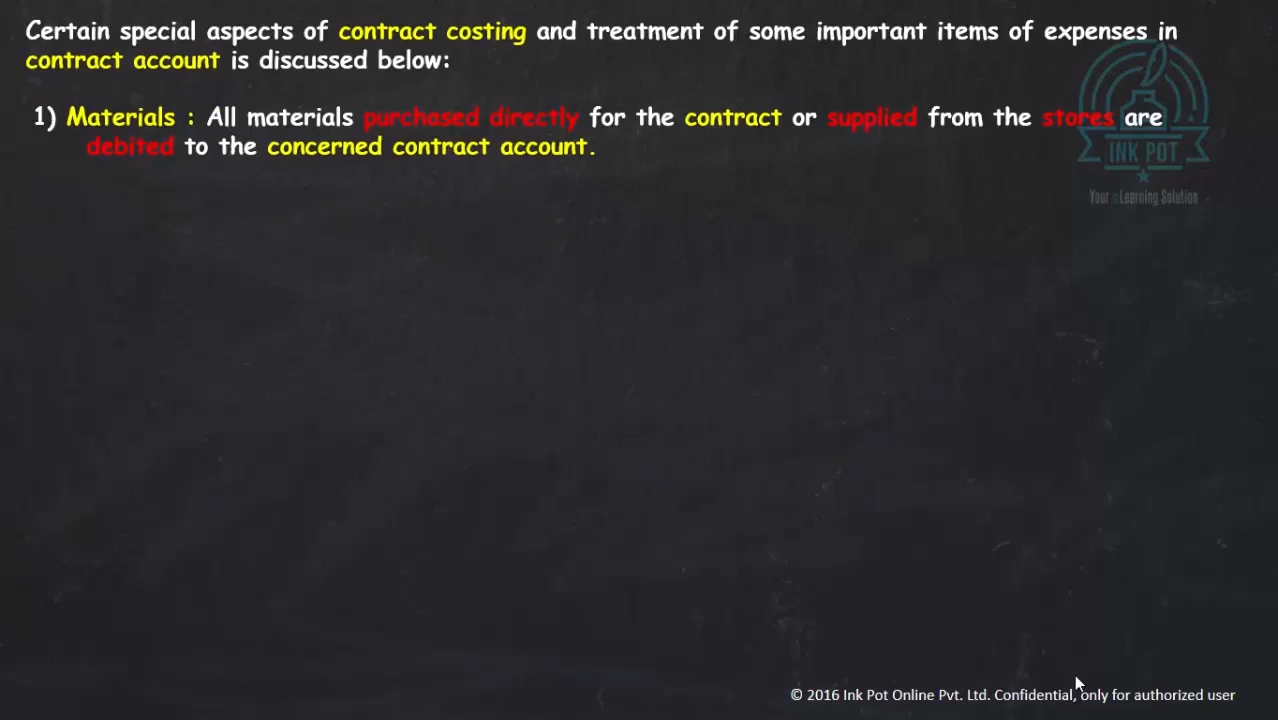 Certain special aspects of contract costing and treatment of some important items of expenses in
contract account is discussed below:
1) Materials : All materials purchased directly for the contract or supplied from the stores are
debited to the concerned contract account.
INK POT
Your e Learning Solution
© 2016 Ink Pot Online Pvt. Ltd. Confidential, only for authorized user